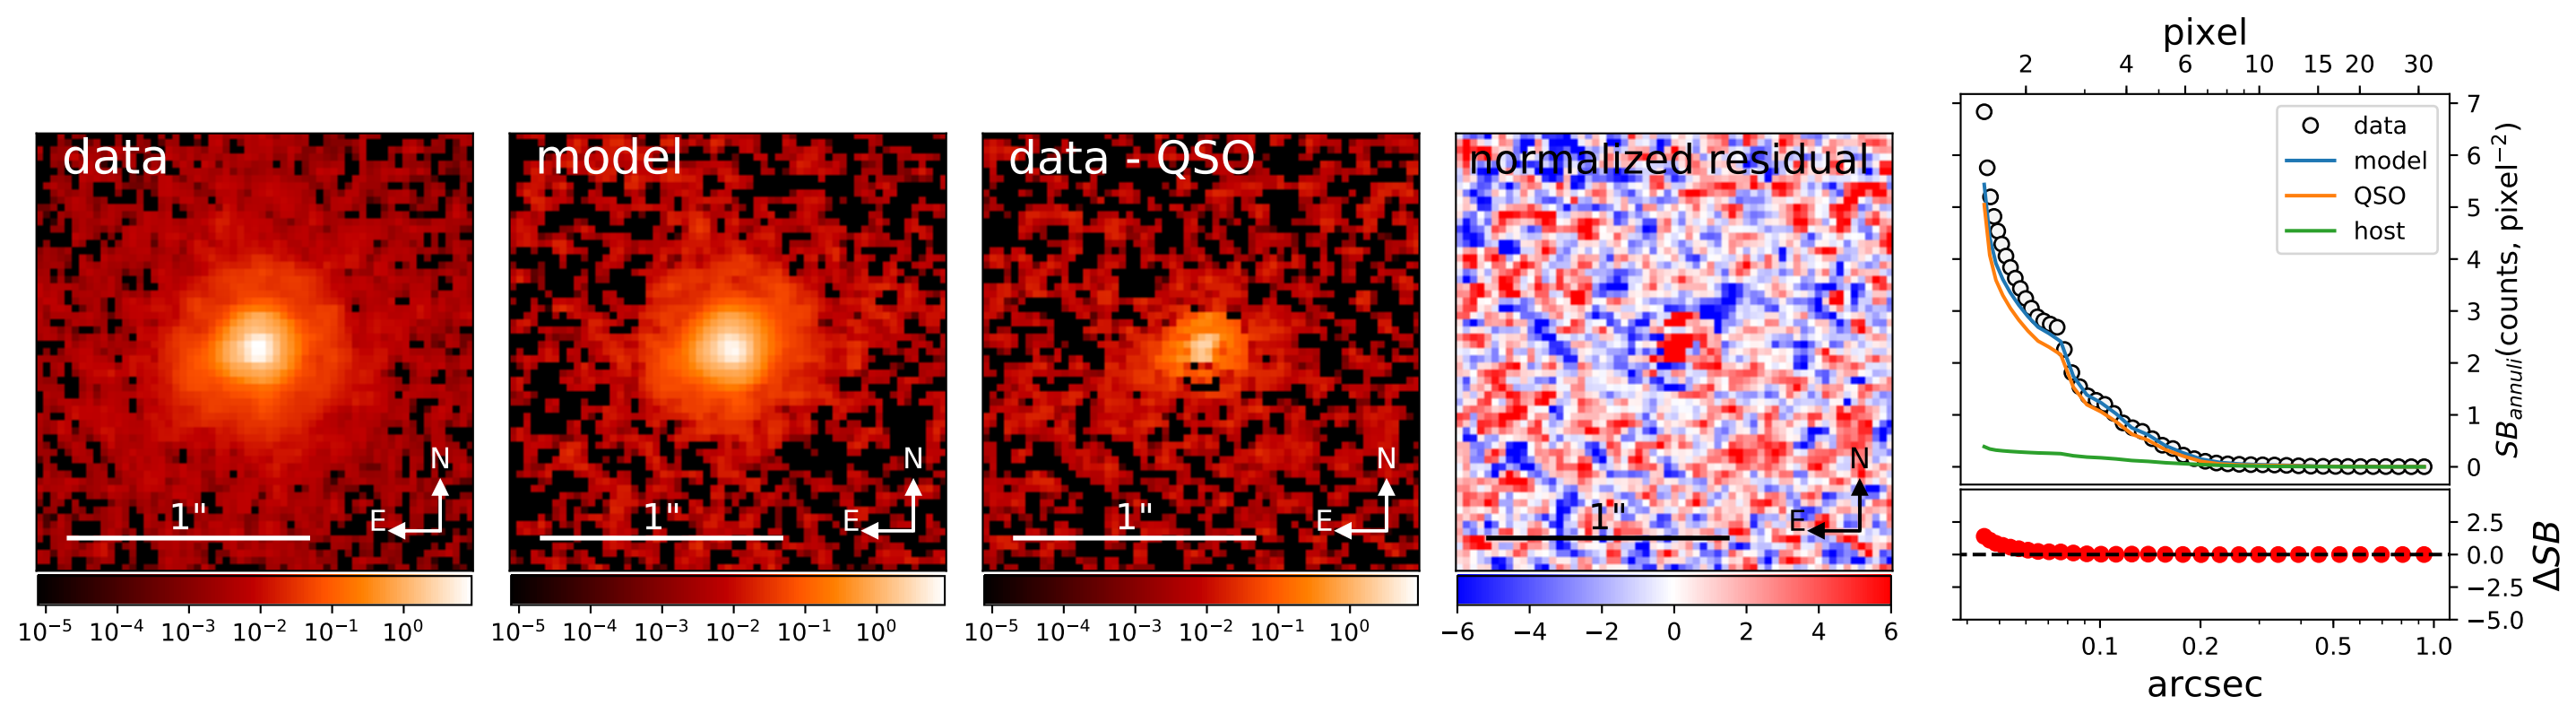 data
1"
N
E
10⁻⁵ 10⁻⁴ 10⁻³ 10⁻² 10⁻¹ 10⁰
model
1"
N
E
10⁻⁵ 10⁻⁴ 10⁻³ 10⁻² 10⁻¹ 10⁰
data - QSO
1"
N
E
10⁻⁵ 10⁻⁴ 10⁻³ 10⁻² 10⁻¹ 10⁰
normalized residual
1"
N
E
−6 −4 −2 0 2 4 6
pixel
2 4 6 10 15 20 30
data
model
QSO
host
7
6
5
4
3
2
1
0
SB_annuli(counts, pixel⁻²)
2.5
0.0
−2.5
−5.0
ΔSB
0.1 0.2 0.5 1.0
arcsec